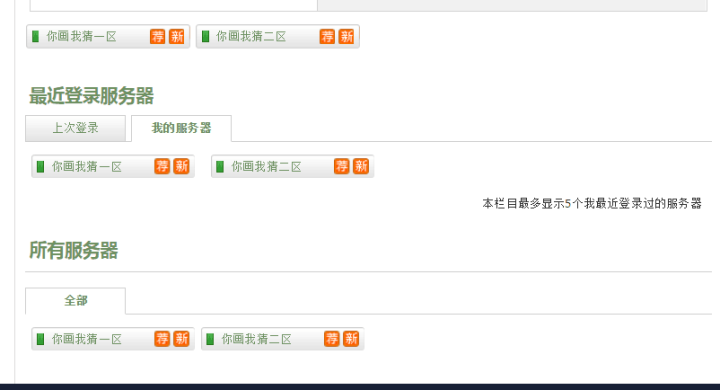 你画我猜一区 荐 新 你画我猜二区 荐 新
最近登录服务器
上次登录 我的服务器
你画我猜一区 荐 新 你画我猜二区 荐 新
本栏目最多显示5个我最近登录过的服务器
所有服务器
全部
你画我猜一区 荐 新 你画我猜二区 荐 新